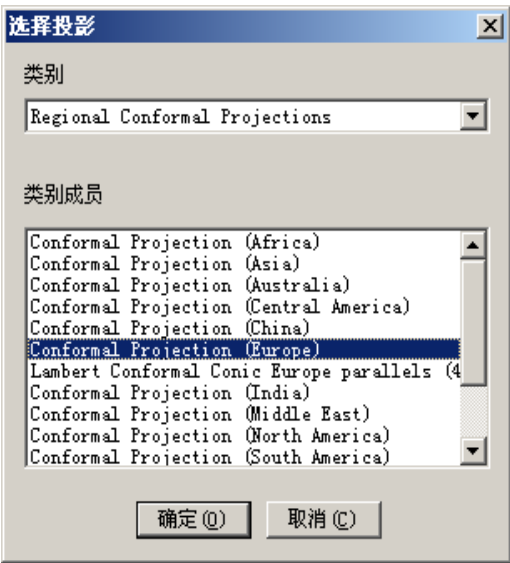 选择投影
类别
Regional Conformal Projections
类别成员
Conformal Projection (Africa)
Conformal Projection (Asia)
Conformal Projection (Australia)
Conformal Projection (Central America)
Conformal Projection (China)
Conformal Projection (Europe)
Lambert Conformal Conic Europe parallels (4
Conformal Projection (India)
Conformal Projection (Middle East)
Conformal Projection (North America)
Conformal Projection (South America)
确定(O)
取消(C)